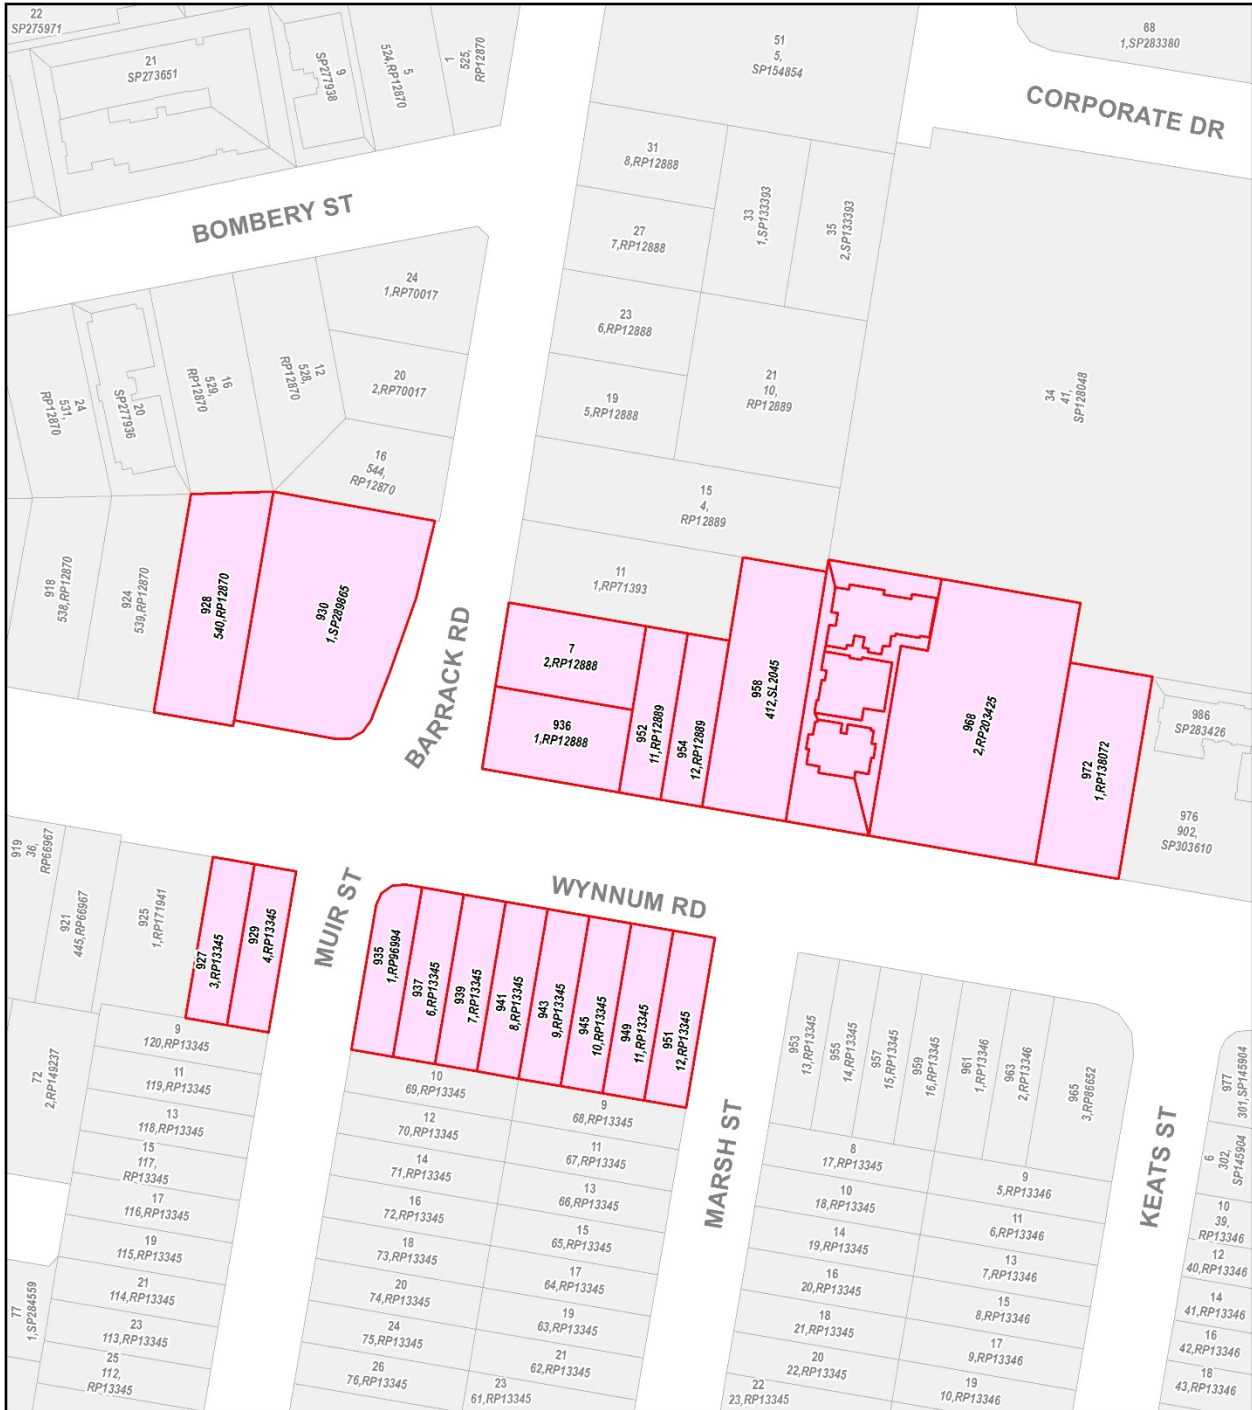 22
SP275971
21
SP273651
9
SP277938
5
524,RP12870
1
525,
RP12870
51
5,
SP154854
68
1,SP283380
CORPORATE DR
BOMBERY ST
31
8,RP12888
27
7,RP12888
23
6,RP12888
19
5,RP12888
33
1,SP133393
35
2,SP133393
21
10,
RP12889
34
41,
SP128048
24
1,RP70017
20
2,RP70017
16
544,
RP12870
12
528,
RP12870
16
529,
RP12870
20
SP277936
24
531,
RP12870
15
4,
RP12889
11
1,RP71393
918
538,RP12870
924
539,RP12870
928
540,RP12870
930
1,SP289865
BARRACK RD
7
2,RP12888
936
1,RP12888
952
11,RP12889
954
12,RP12889
958
412,SL2045
968
2,RP203425
972
1,RP138072
986
SP283426
976
902,
SP303610
919
36,
RP66967
921
445,RP66967
925
1,RP171941
927
3,RP13345
929
4,RP13345
MUIR ST
WYNNUM RD
935
1,RP96994
937
6,RP13345
939
7,RP13345
941
8,RP13345
943
9,RP13345
945
10,RP13345
949
11,RP13345
951
12,RP13345
953
13,RP13345
955
14,RP13345
957
15,RP13345
959
16,RP13345
961
1,RP13346
963
2,RP13346
965
3,RP86652
977
301,SP145904
6
302,
SP145904
MARSH ST
KEATS ST
72
2,RP149237
77
1,SP284559
9
120,RP13345
11
119,RP13345
13
118,RP13345
15
117,
RP13345
17
116,RP13345
19
115,RP13345
21
114,RP13345
23
113,RP13345
25
112,
RP13345
10
69,RP13345
12
70,RP13345
14
71,RP13345
16
72,RP13345
18
73,RP13345
20
74,RP13345
24
75,RP13345
26
76,RP13345
9
68,RP13345
11
67,RP13345
13
66,RP13345
15
65,RP13345
17
64,RP13345
19
63,RP13345
21
62,RP13345
23
61,RP13345
8
17,RP13345
10
18,RP13345
14
19,RP13345
16
20,RP13345
18
21,RP13345
20
22,RP13345
22
23,RP13345
9
5,RP13346
11
6,RP13346
13
7,RP13346
15
8,RP13346
17
9,RP13346
19
10,RP13346
10
39,
RP13346
12
40,RP13346
14
41,RP13346
16
42,RP13346
18
43,RP13346